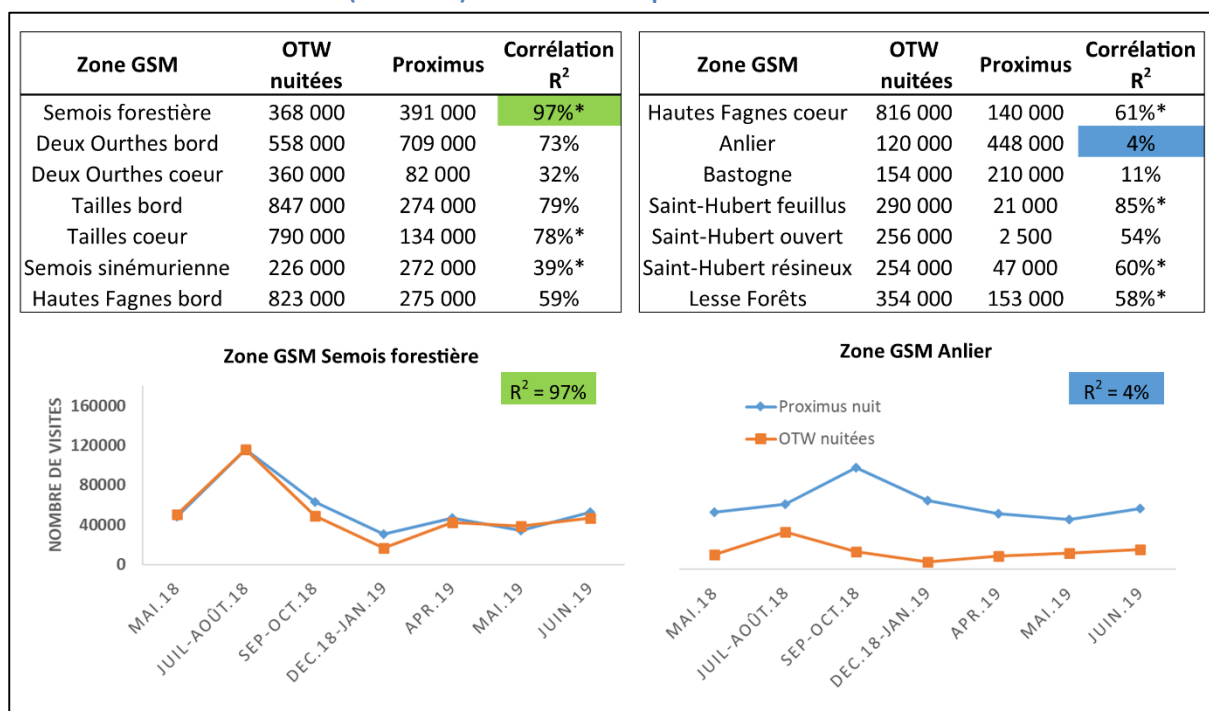 Zone GSM OTW nuitées Proximus Corrélation R²
Semois forestière 368 000 391 000 97%*
Deux Ourthes bord 558 000 709 000 73%
Deux Ourthes coeur 360 000 82 000 32%
Tailles bord 847 000 274 000 79%
Tailles coeur 790 000 134 000 78%*
Semois sinémurienne 226 000 272 000 39%*
Hautes Fagnes bord 823 000 275 000 59%
Zone GSM OTW nuitées Proximus Corrélation R²
Hautes Fagnes coeur 816 000 140 000 61%*
Anlier 120 000 448 000 4%
Bastogne 154 000 210 000 11%
Saint-Hubert feuillus 290 000 21 000 85%*
Saint-Hubert ouvert 256 000 2 500 54%
Saint-Hubert résineux 254 000 47 000 60%*
Lesse Forêts 354 000 153 000 58%*
Zone GSM Semois forestière
R² = 97%
NOMBRE DE VISITES
160000
120000
80000
40000
0
MAI.18
JUIL-AOÛT.18
SEP-OCT.18
DEC.18-JAN.19
APR.19
MAI.19
JUIN.19
Zone GSM Anlier
R² = 4%
Proximus nuit
OTW nuitées
MAI.18
JUIL-AOÛT.18
SEP-OCT.18
DEC.18-JAN.19
APR.19
MAI.19
JUIN.19